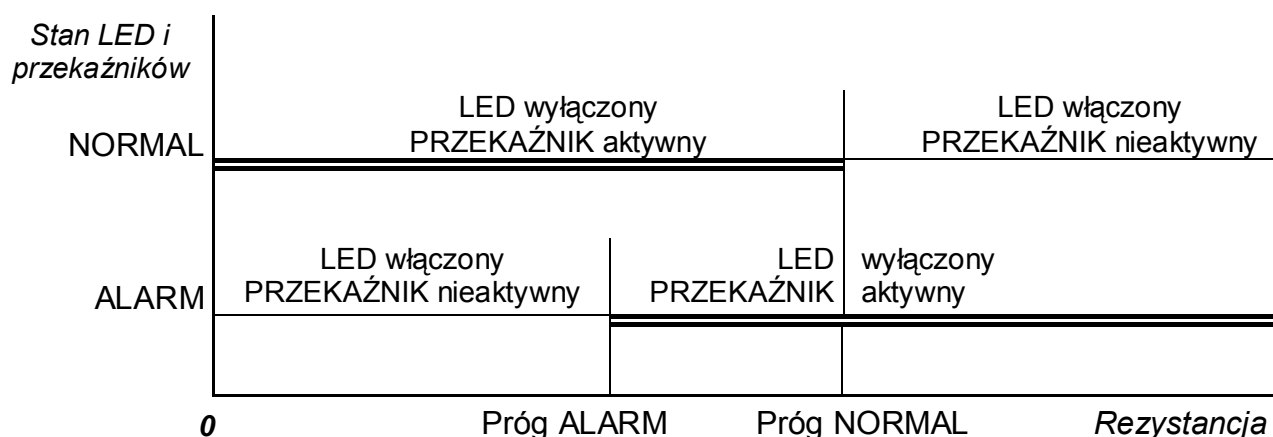 Stan LED i
przekaźników
LED wyłączony
PRZEKAŹNIK aktywny
LED włączony
PRZEKAŹNIK nieaktywny
NORMAL
LED włączony
PRZEKAŹNIK nieaktywny
LED wyłączony
PRZEKAŹNIK aktywny
ALARM
0 Próg ALARM Próg NORMAL Rezystancja